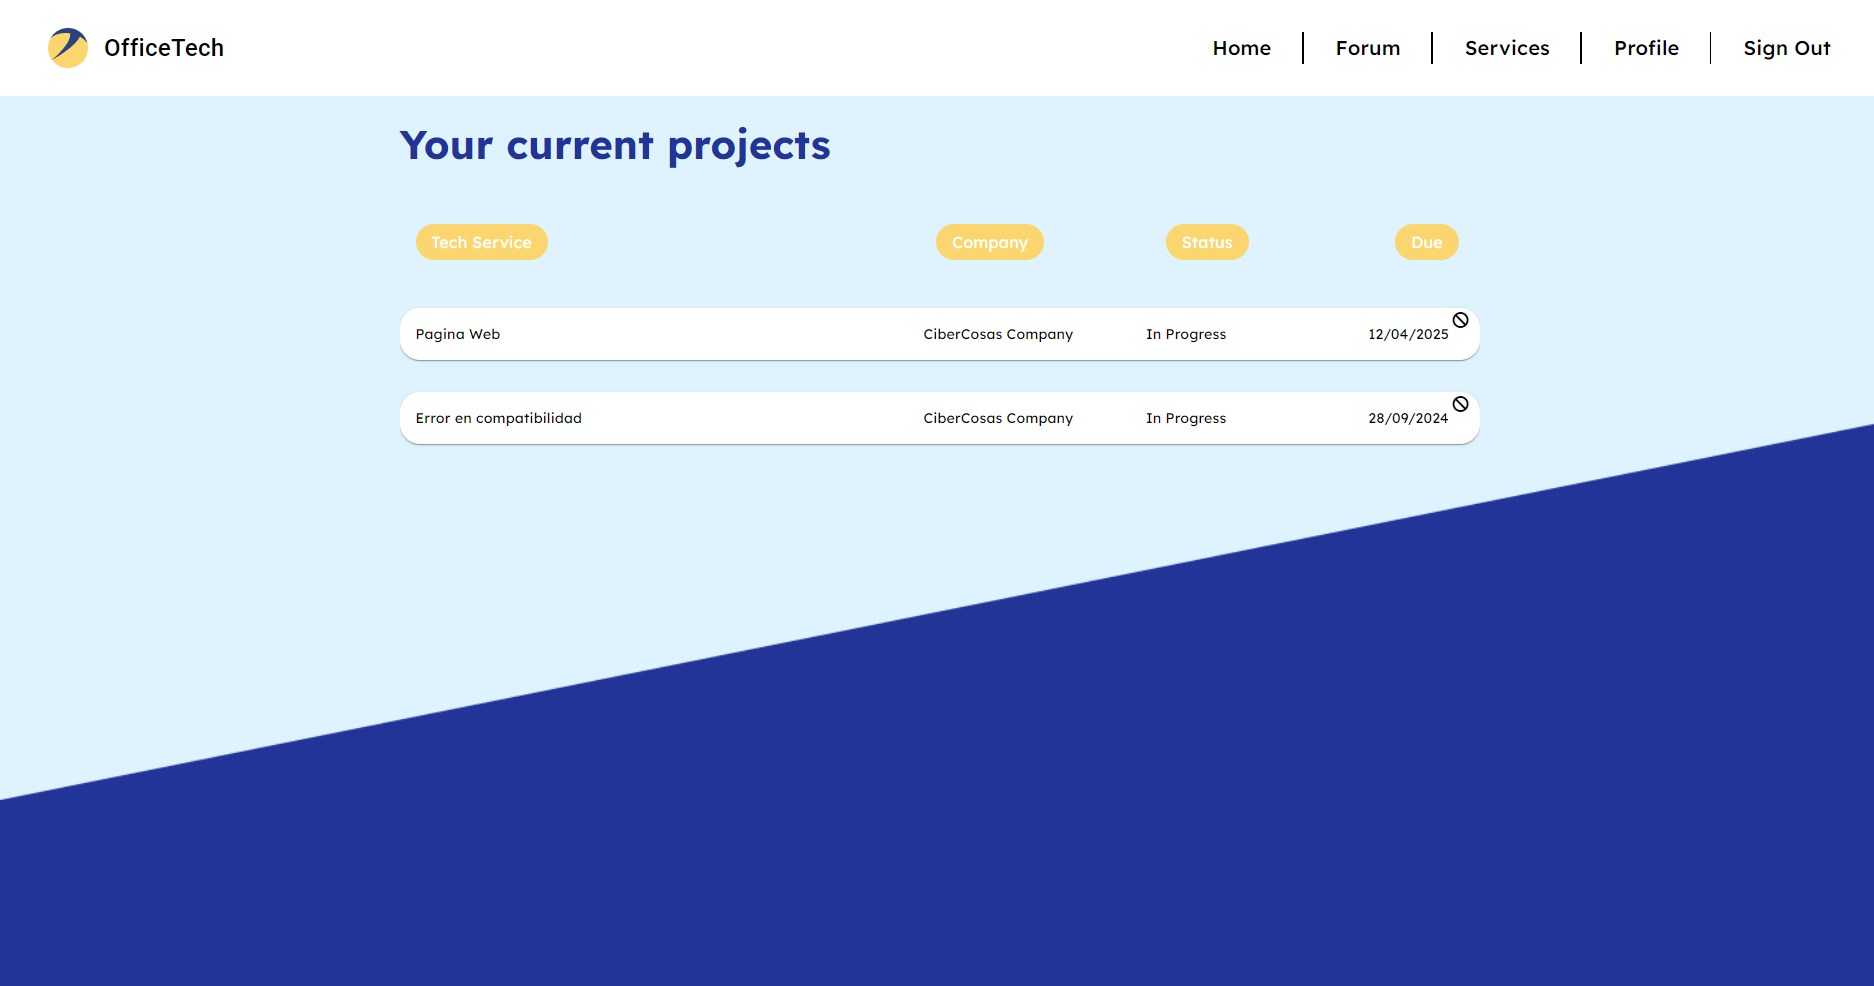 OfficeTech
Home Forum Services Profile Sign Out
Your current projects
Tech Service Company Status Due
Pagina Web CiberCosas Company In Progress 12/04/2025
Error en compatibilidad CiberCosas Company In Progress 28/09/2024